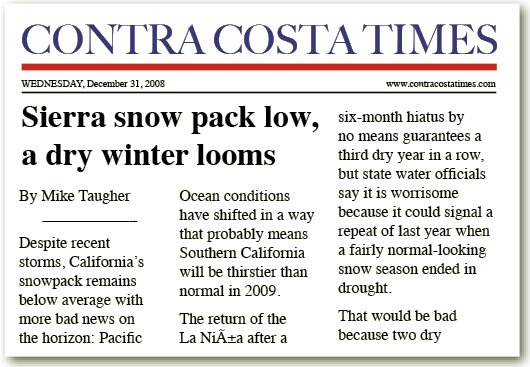 CONTRA COSTA TIMES
WEDNESDAY, December 31, 2008
www.contracostatimes.com
Sierra snow pack low,
a dry winter looms
By Mike Taugher
Despite recent
storms, California’s
snowpack remains
below average with
more bad news on
the horizon: Pacific
Ocean conditions
have shifted in a way
that probably means
Southern California
will be thirstier than
normal in 2009.
The return of the
La NiÃ±a after a
six-month hiatus by
no means guarantees a
third dry year in a row,
but state water officials
say it is worrisome
because it could signal a
repeat of last year when
a fairly normal-looking
snow season ended in
drought.
That would be bad
because two dry